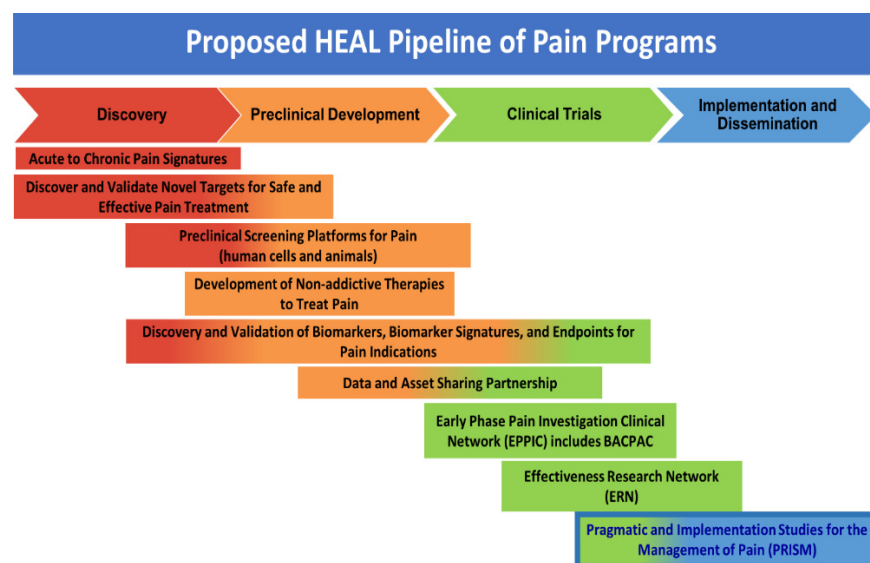 Proposed HEAL Pipeline of Pain Programs
Discovery
Preclinical Development
Clinical Trials
Implementation and
Dissemination
Acute to Chronic Pain Signatures
Discover and Validate Novel Targets for Safe and
Effective Pain Treatment
Preclinical Screening Platforms for Pain
(human cells and animals)
Development of Non-addictive Therapies
to Treat Pain
Discovery and Validation of Biomarkers, Biomarker Signatures, and Endpoints for
Pain Indications
Data and Asset Sharing Partnership
Early Phase Pain Investigation Clinical
Network (EPPIC) includes BACPAC
Effectiveness Research Network
(ERN)
Pragmatic and Implementation Studies for the
Management of Pain (PRISM)